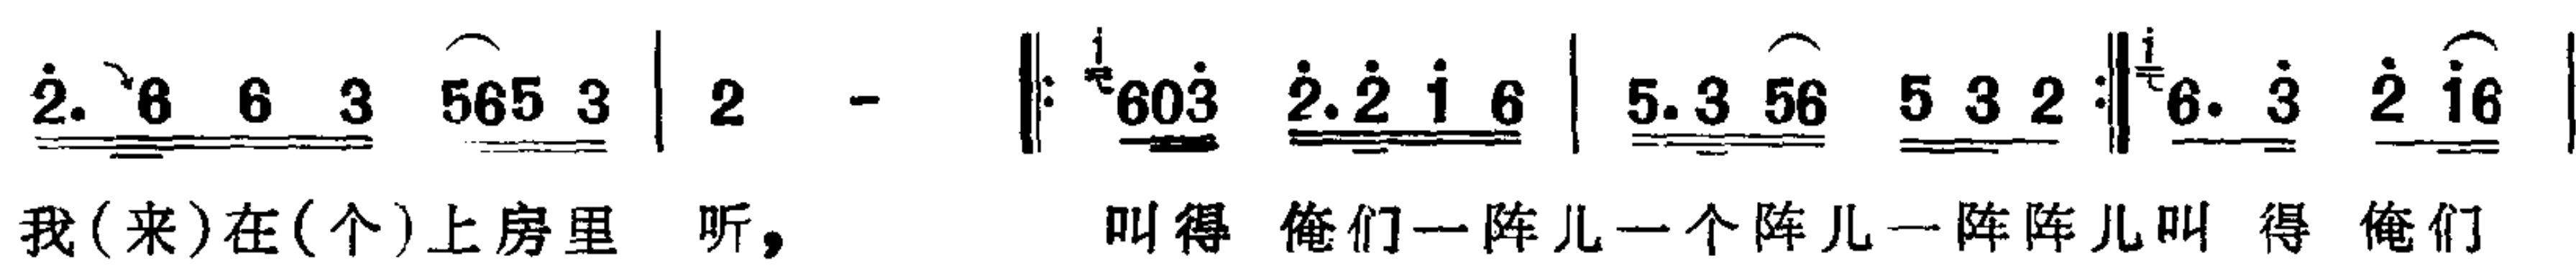 2̇. 6 6 3 565 3 | 2 - ‖: i 603̇ 2̇.2̇ i̇ 6 | 5.3 56 5 3 2 :‖ i 6. 3̇ 2̇ i̇6 |
我(来)在(个)上房里 听, 叫得 俺们一阵儿一个阵儿一阵阵儿叫 得 俺们